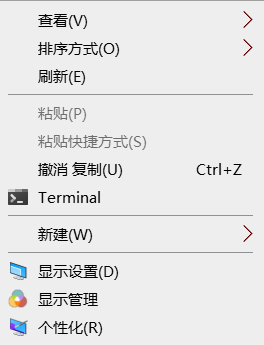 查看(V)
排序方式(O)
刷新(E)
粘贴(P)
粘贴快捷方式(S)
撤消 复制(U) Ctrl+Z
Terminal
新建(W)
显示设置(D)
显示管理
个性化(R)